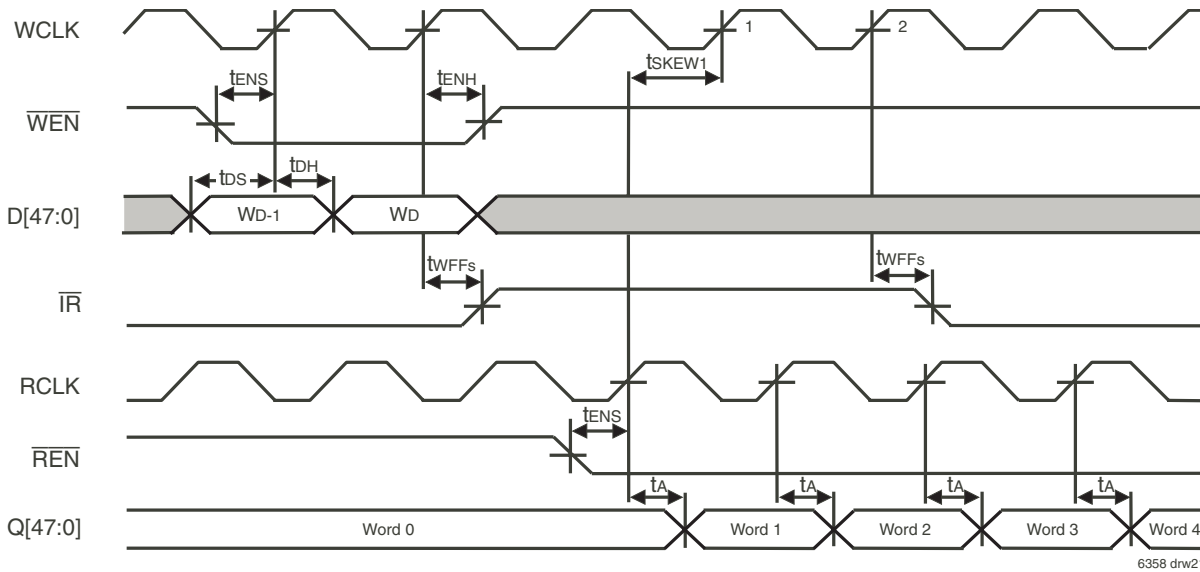 WCLK 1 2
tSKEW1
tENS tENH
WEN
tDS tDH
D[47:0] WD-1 WD
tWFFs tWFFs
IR
RCLK
tENS
REN
tA tA tA tA
Q[47:0] Word 0 Word 1 Word 2 Word 3 Word 4
6358 drw2